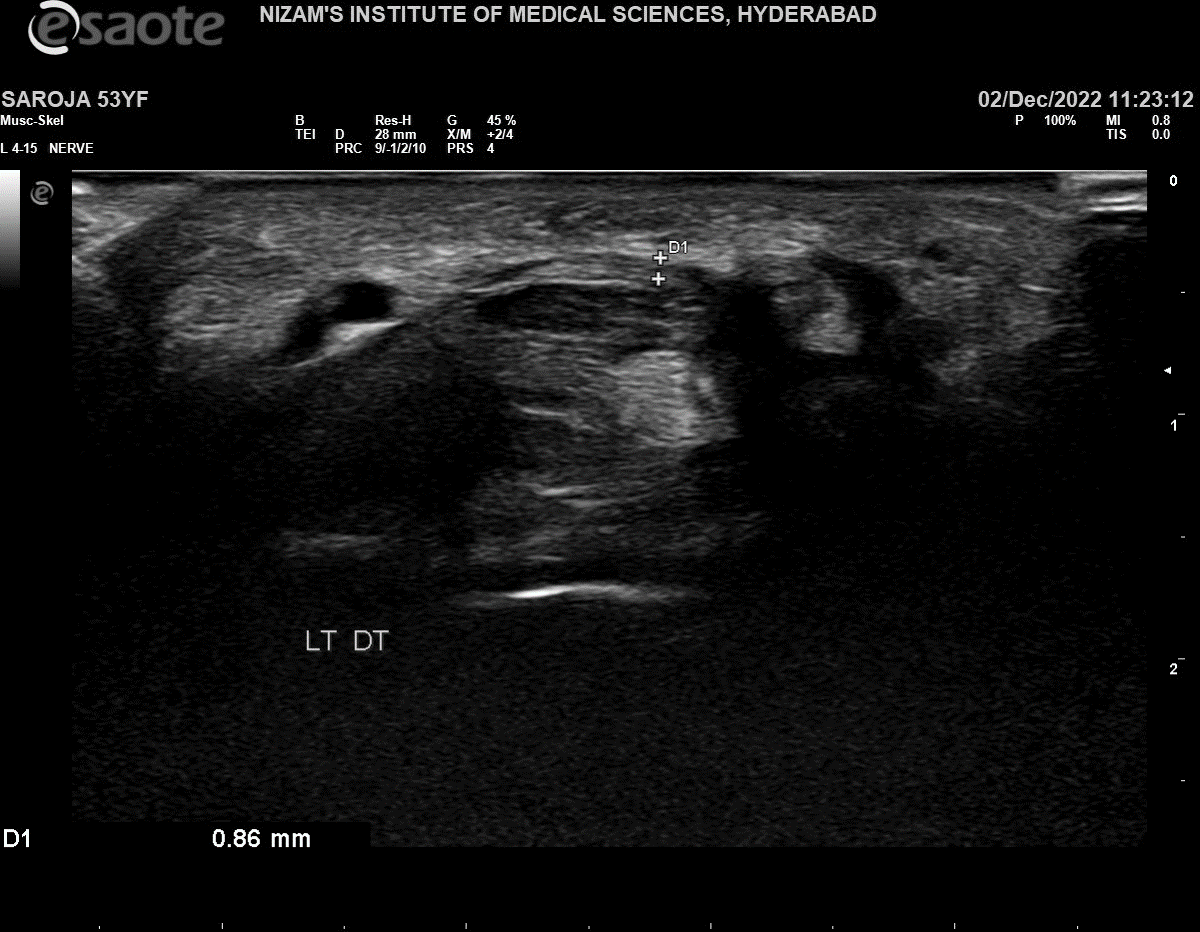 esaote
NIZAM'S INSTITUTE OF MEDICAL SCIENCES, HYDERABAD
SAROJA 53YF
02/Dec/2022 11:23:12
Musc-Skel
B Res-H G 45 %
P 100% MI 0.8
TEI D 28 mm X/M +2/4
TIS 0.0
L 4-15 NERVE
PRC 9/-1/2/10 PRS 4
e
0
D1
1
LT DT
2
D1 0.86 mm